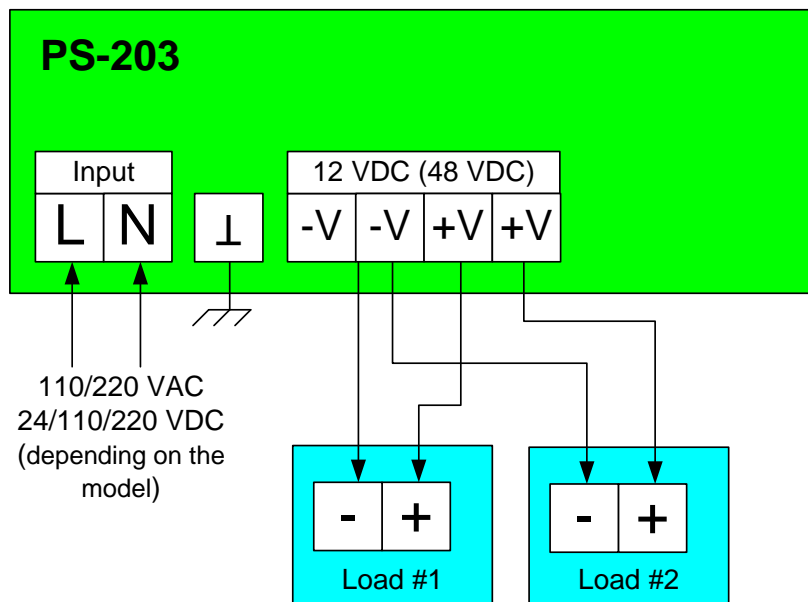 PS-203
Input
L N
⊥
12 VDC (48 VDC)
-V -V +V +V
110/220 VAC
24/110/220 VDC
(depending on the
model)
- +
Load #1
- +
Load #2